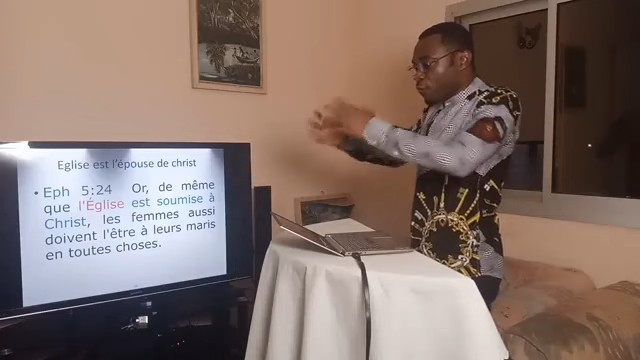 Eglise est l'épouse de christ
• Eph 5:24 Or, de même
que l'Église est soumise à
Christ, les femmes aussi
doivent l'être à leurs maris
en toutes choses.